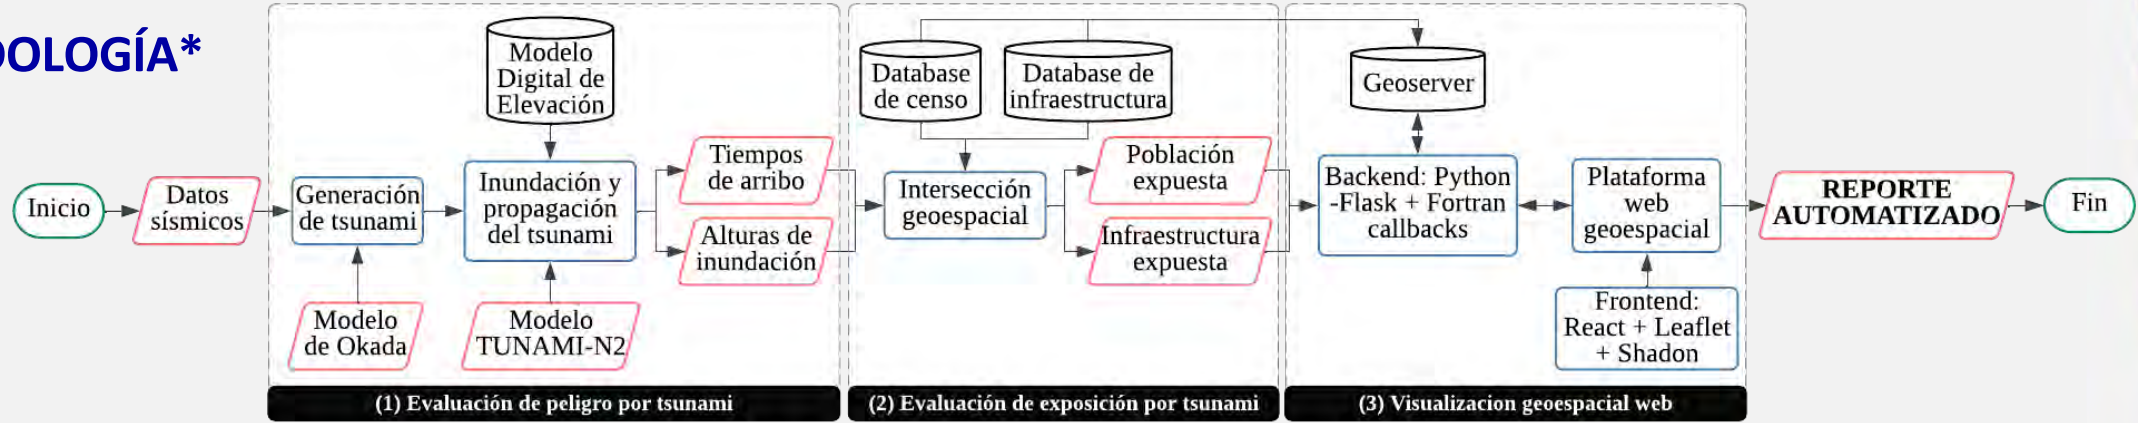 DOLOGÍA*
Inicio
Datos
sísmicos
Generación
de tsunami
Modelo
de Okada
Modelo
Digital de
Elevación
Inundación y
propagación
del tsunami
Modelo
TUNAMI-N2
Tiempos
de arribo
Alturas de
inundación
(1) Evaluación de peligro por tsunami
Database
de censo
Database de
infraestructura
Intersección
geoespacial
Población
expuesta
Infraestructura
expuesta
(2) Evaluación de exposición por tsunami
Geoserver
Backend: Python
-Flask + Fortran
callbacks
Plataforma
web
geoespacial
Frontend:
React + Leaflet
+ Shadon
(3) Visualizacion geoespacial web
REPORTE
AUTOMATIZADO
Fin